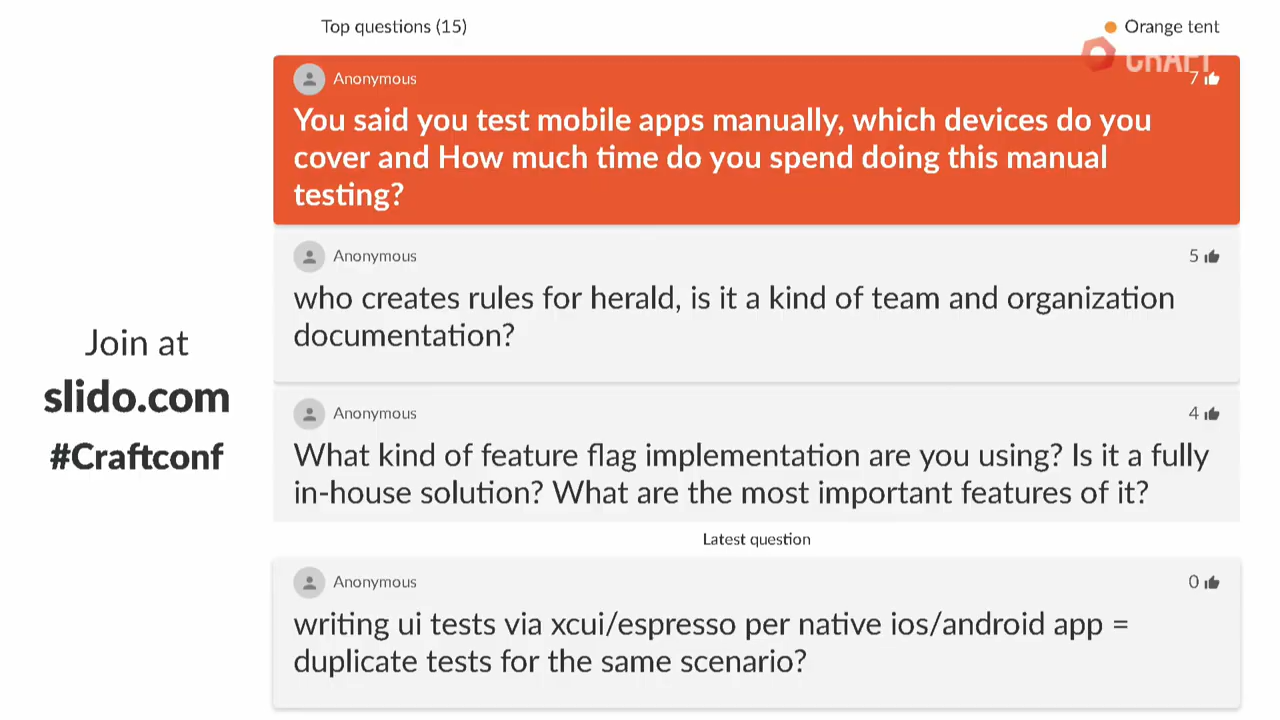 Top questions (15)
Orange tent
CRAFT
Anonymous
7
You said you test mobile apps manually, which devices do you
cover and How much time do you spend doing this manual
testing?
Anonymous
5
who creates rules for herald, is it a kind of team and organization
documentation?
Join at
slido.com
#Craftconf
Anonymous
4
What kind of feature flag implementation are you using? Is it a fully
in-house solution? What are the most important features of it?
Latest question
Anonymous
0
writing ui tests via xcui/espresso per native ios/android app =
duplicate tests for the same scenario?